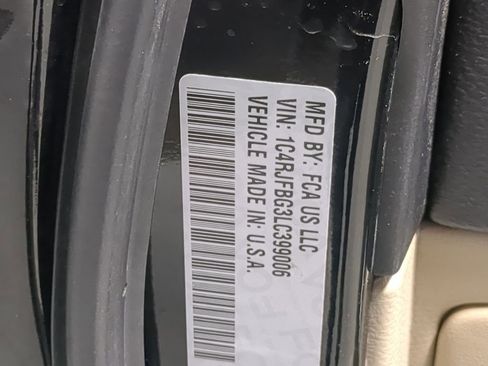 MFD BY: FCA US LLC
VIN: 1C4RJFBG3LC399006
VEHICLE MADE IN: U.S.A.